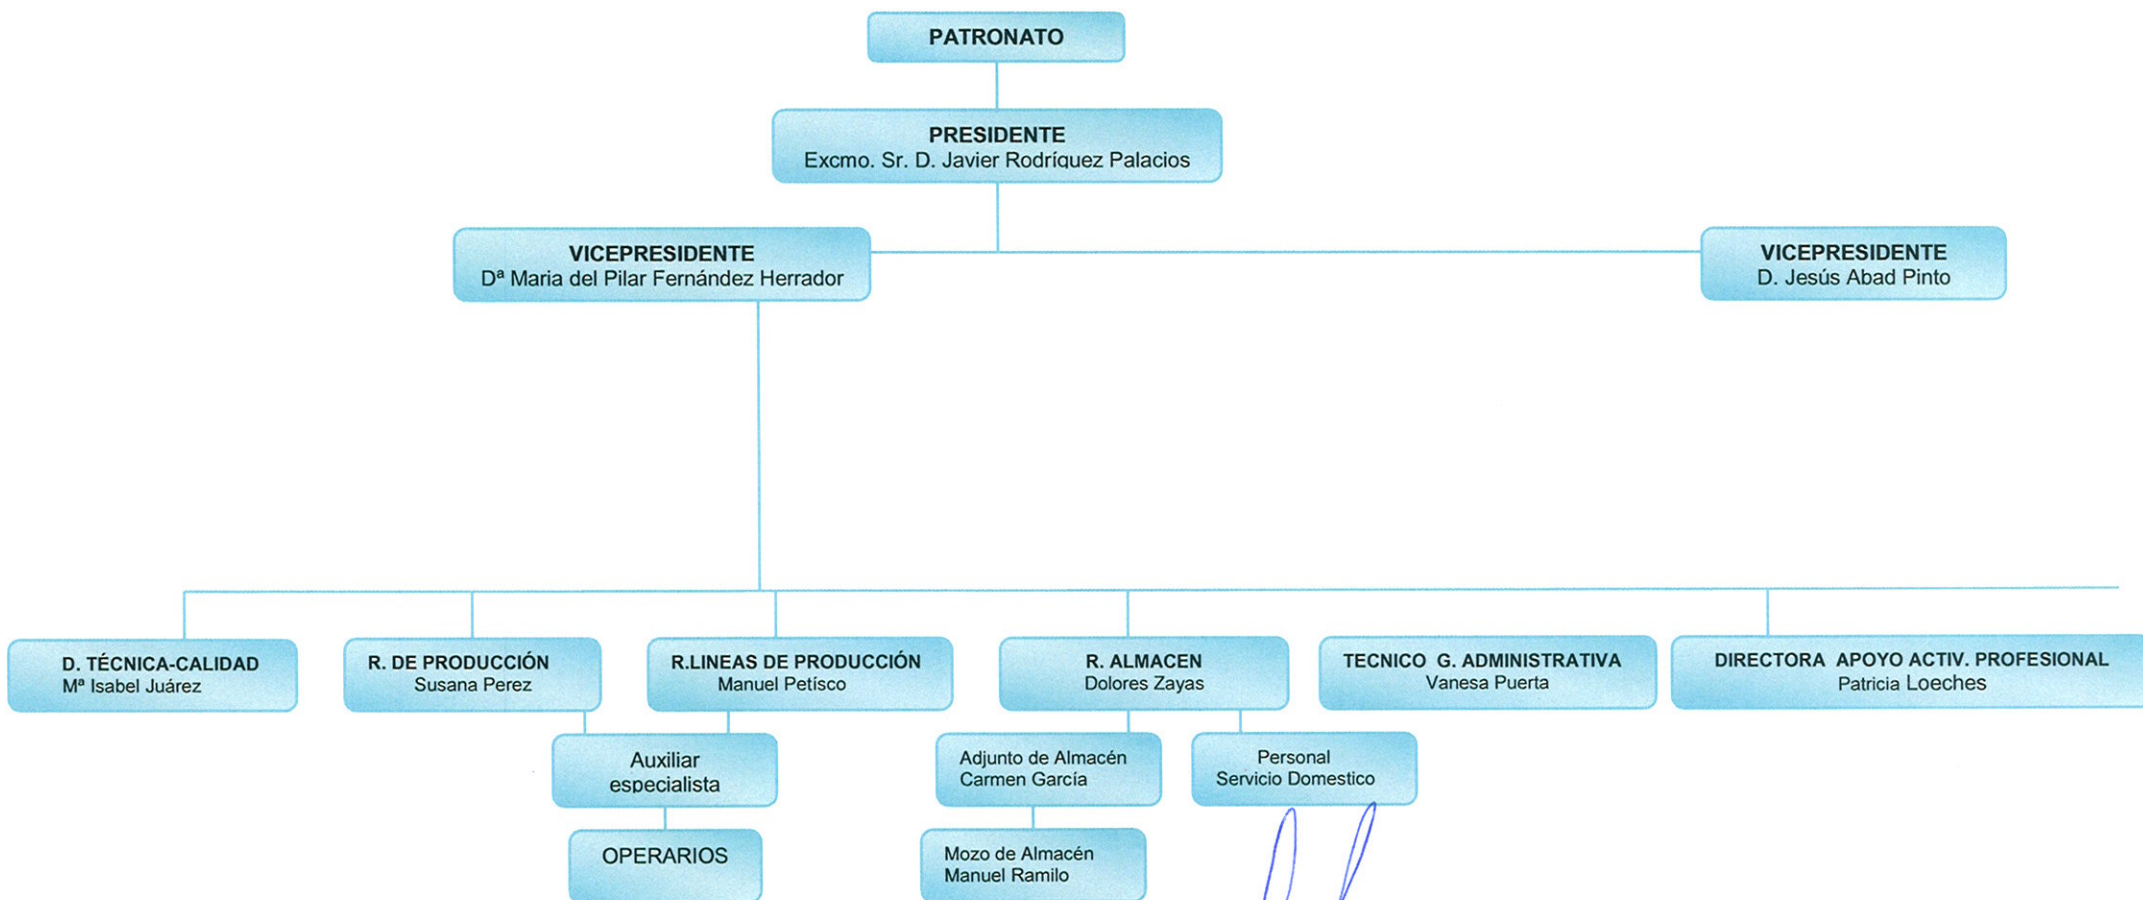 PATRONATO
PRESIDENTE
Excmo. Sr. D. Javier Rodríguez Palacios
VICEPRESIDENTE
Dª Maria del Pilar Fernández Herrador
VICEPRESIDENTE
D. Jesús Abad Pinto
D. TÉCNICA-CALIDAD
Mª Isabel Juárez
R. DE PRODUCCIÓN
Susana Perez
R.LINEAS DE PRODUCCIÓN
Manuel Petísco
R. ALMACEN
Dolores Zayas
TECNICO G. ADMINISTRATIVA
Vanesa Puerta
DIRECTORA APOYO ACTIV. PROFESIONAL
Patricia Loeches
Auxiliar
especialista
Adjunto de Almacén
Carmen García
Personal
Servicio Domestico
OPERARIOS
Mozo de Almacén
Manuel Ramilo